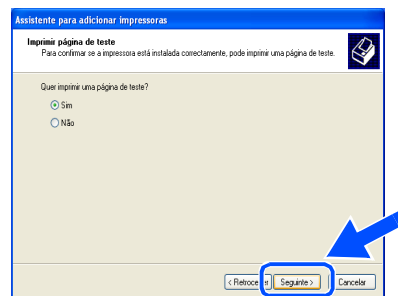 Assistente para adicionar impressoras
Imprimir página de teste
Para confirmar se a impressora está instalada correctamente, pode imprimir uma página de teste.
Quer imprimir uma página de teste?
Sim
Não
< Retroceder Seguinte > Cancelar